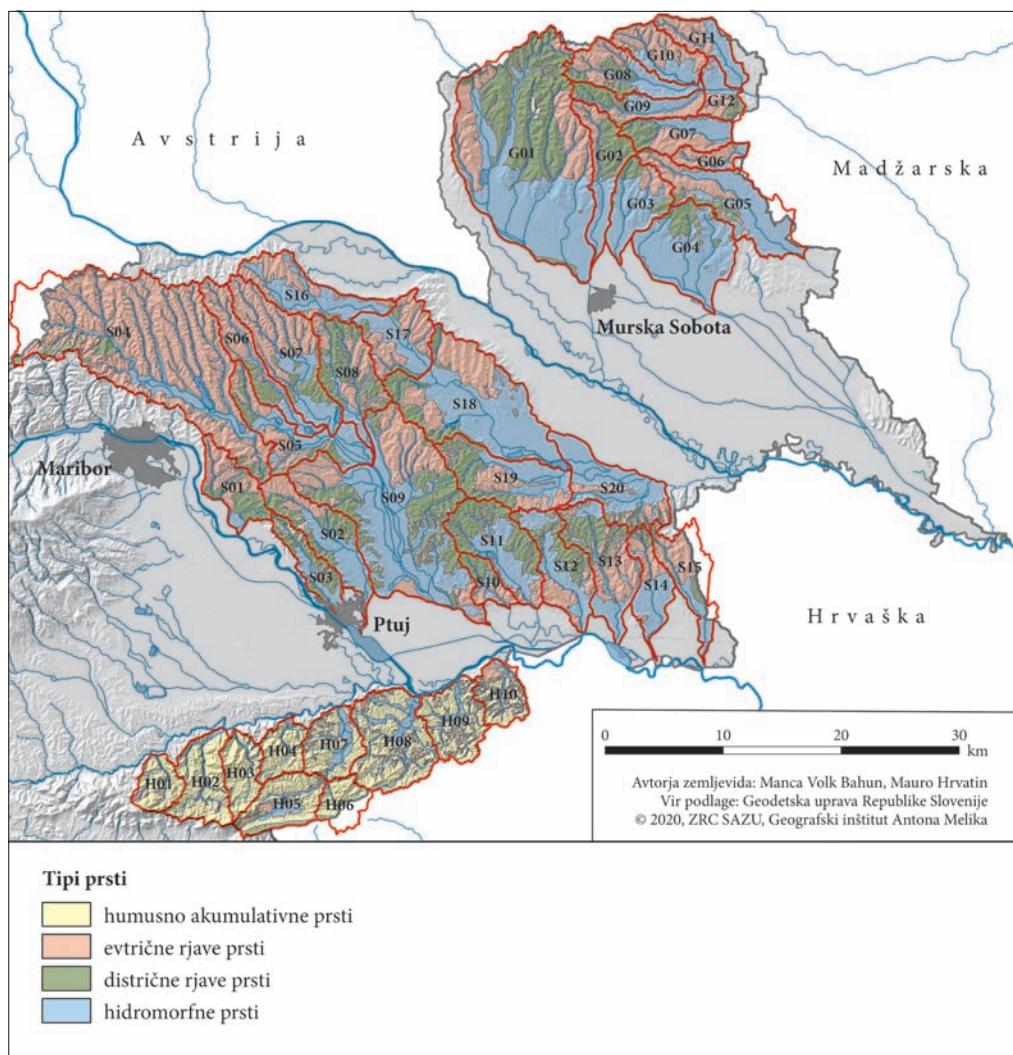 G11
G10
G08
G12
G09
Avstrija
G07
G02
G01
G06
Madžarska
G03
G05
G04
S16
Murska Sobota
S04
S06
S17
S07
S08
S18
Maribor
S05
S19
S01
S09
S20
S02
S11
S12
S13
S03
S10
S14
S15
Ptuj
Hrvaška
H10
H09
H04
H07
H08
H01
H02
H03
H05
H06
0 10 20 30
km
Avtorja zemljevida: Manca Volk Bahun, Mauro Hrvatin
Vir podlage: Geodetska uprava Republike Slovenije
© 2020, ZRC SAZU, Geografski inštitut Antona Melika
Tipi prsti
humusno akumulativne prsti
evtrične rjave prsti
distrične rjave prsti
hidromorfne prsti